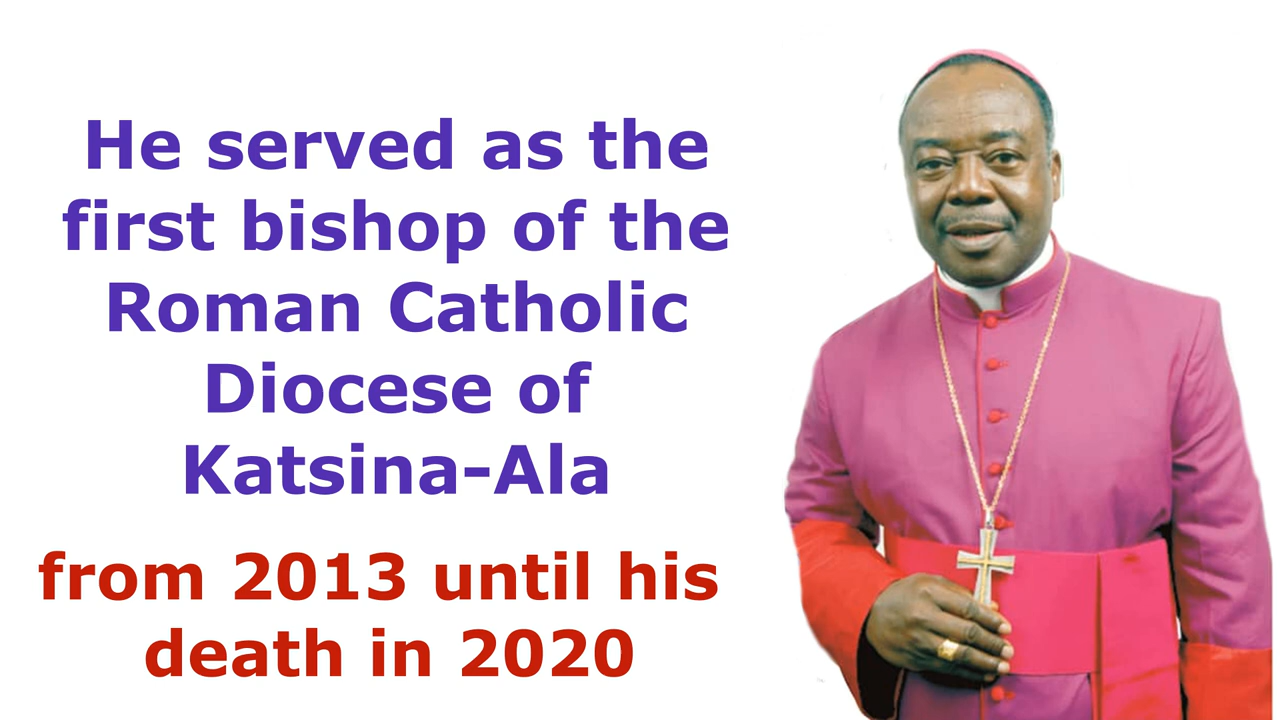 He served as the
first bishop of the
Roman Catholic
Diocese of
Katsina-Ala
from 2013 until his
death in 2020